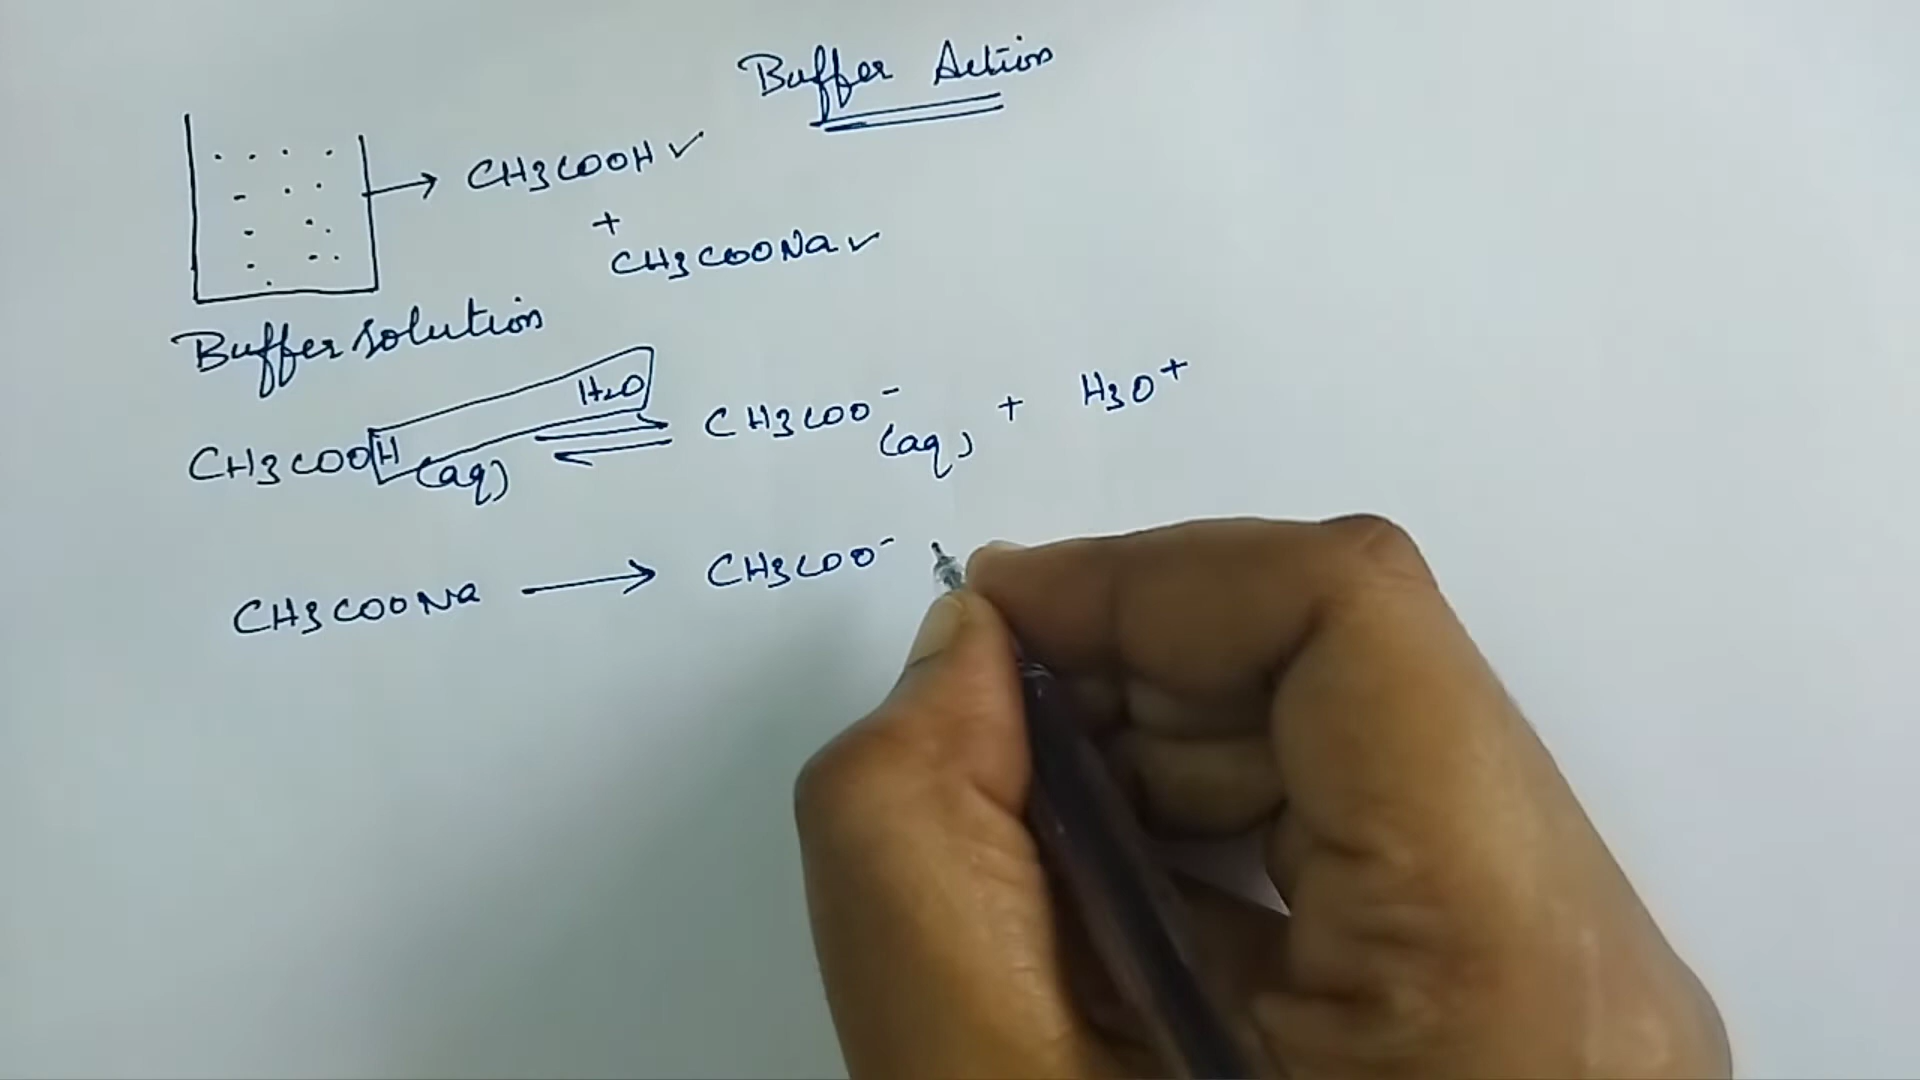 Buffer Action
CH3COOH ✓
+
CH3COONa ✓
Buffer solution
H2O
CH3COOH (aq) ⇌ CH3COO⁻ (aq) + H3O⁺
CH3COONa ⟶ CH3COO⁻